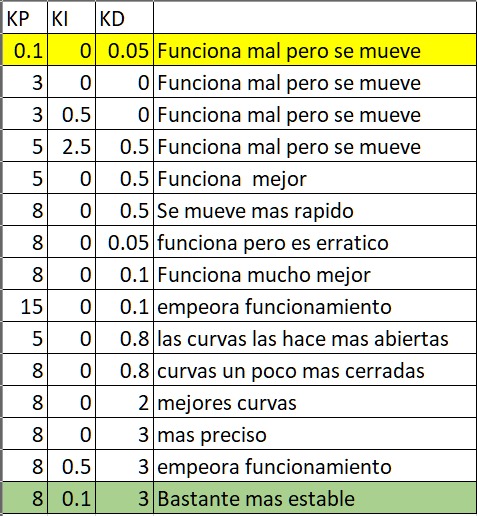 KP KI KD
0.1 0 0.05 Funciona mal pero se mueve
3 0 0 Funciona mal pero se mueve
3 0.5 0 Funciona mal pero se mueve
5 2.5 0.5 Funciona mal pero se mueve
5 0 0.5 Funciona  mejor
8 0 0.5 Se mueve mas rapido
8 0 0.05 funciona pero es erratico
8 0 0.1 Funciona mucho mejor
15 0 0.1 empeora funcionamiento
5 0 0.8 las curvas las hace mas abiertas
8 0 0.8 curvas un poco mas cerradas
8 0 2 mejores curvas
8 0 3 mas preciso
8 0.5 3 empeora funcionamiento
8 0.1 3 Bastante mas estable